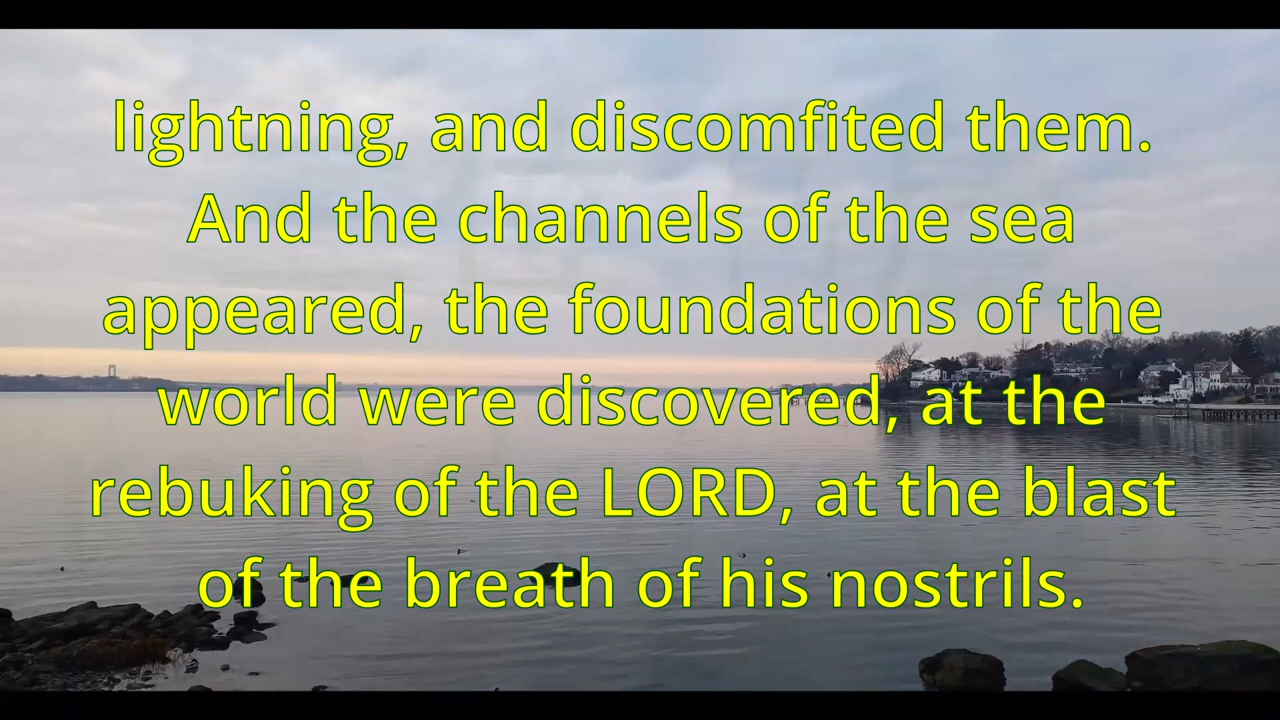 lightning, and discomfited them.
And the channels of the sea
appeared, the foundations of the
world were discovered, at the
rebuking of the LORD, at the blast
of the breath of his nostrils.